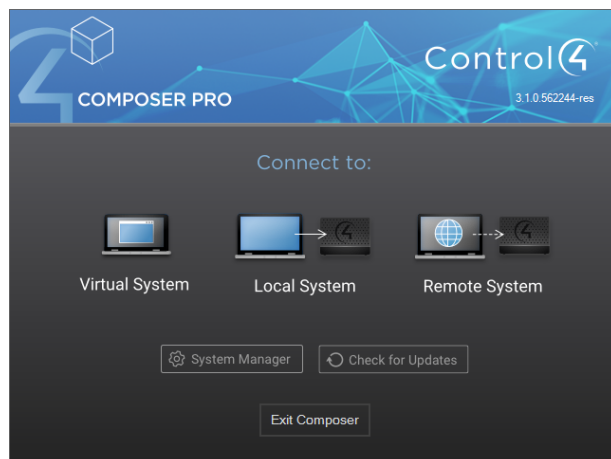 Control4
COMPOSER PRO
3.1.0.562244-res
Connect to:
Virtual System
Local System
Remote System
System Manager
Check for Updates
Exit Composer